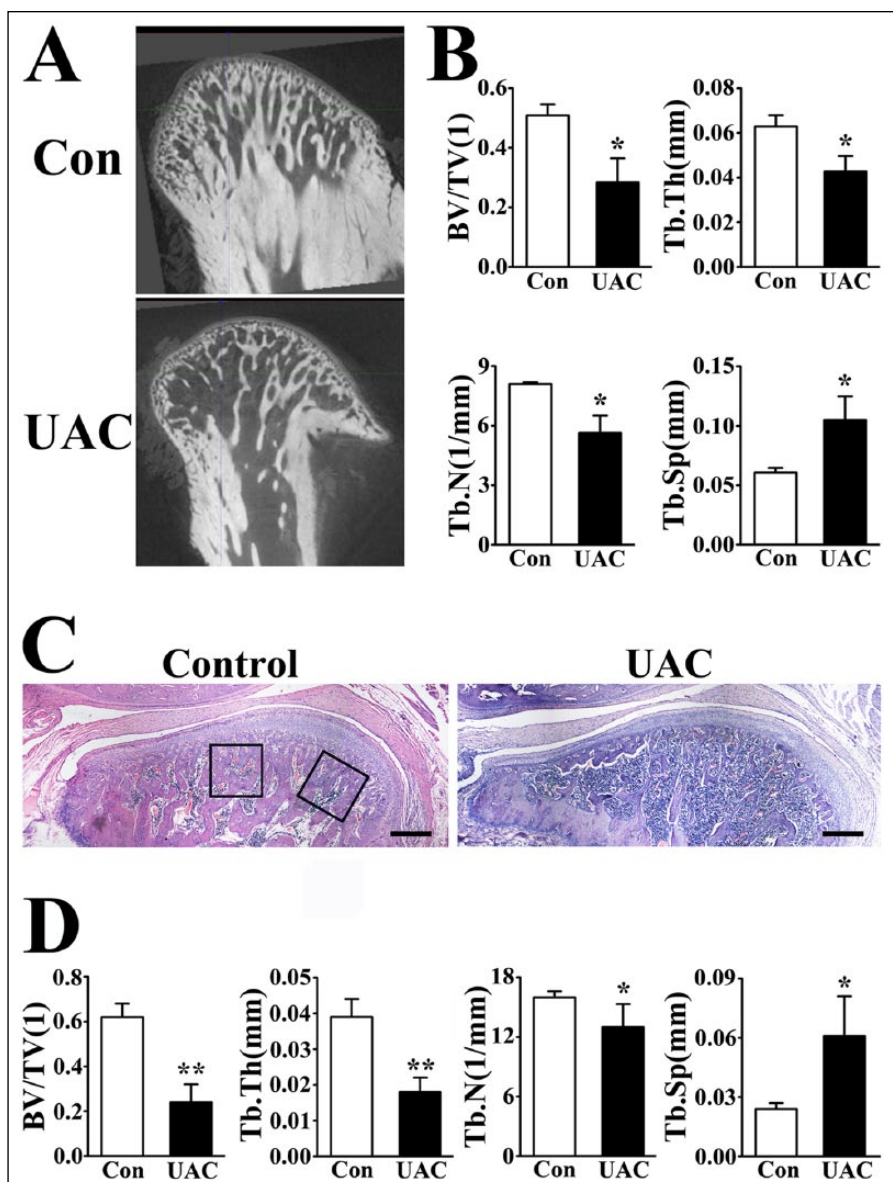 A
Con
UAC
B
BV/TV(1)
0.6
0.4
0.2
0.0
*
Con UAC
Tb.Th(mm)
0.08
0.06
0.04
0.02
0.00
*
Con UAC
Tb.N(1/mm)
9
6
3
0
*
Con UAC
Tb.Sp(mm)
0.15
0.10
0.05
0.00
*
Con UAC
C
Control
UAC
D
BV/TV(1)
0.8
0.6
0.4
0.2
0.0
**
Con UAC
Tb.Th(mm)
0.05
0.04
0.03
0.02
0.01
0.00
**
Con UAC
Tb.N(1/mm)
18
12
6
0
*
Con UAC
Tb.Sp(mm)
0.09
0.06
0.03
0.00
*
Con UAC